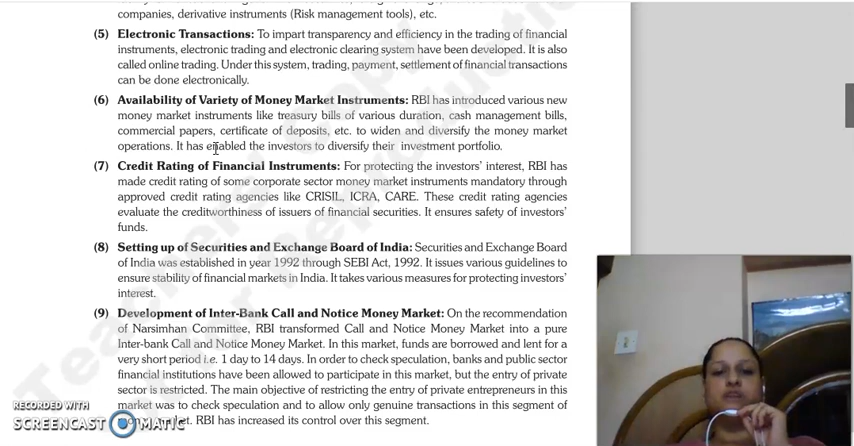 companies, derivative instruments (Risk management tools), etc.
(5) Electronic Transactions: To impart transparency and efficiency in the trading of financial
instruments, electronic trading and electronic clearing system have been developed. It is also
called online trading. Under this system, trading, payment, settlement of financial transactions
can be done electronically.
(6) Availability of Variety of Money Market Instruments: RBI has introduced various new
money market instruments like treasury bills of various duration, cash management bills,
commercial papers, certificate of deposits, etc. to widen and diversify the money market
operations. It has enabled the investors to diversify their investment portfolio.
(7) Credit Rating of Financial Instruments: For protecting the investors' interest, RBI has
made credit rating of some corporate sector money market instruments mandatory through
approved credit rating agencies like CRISIL, ICRA, CARE. These credit rating agencies
evaluate the creditworthiness of issuers of financial securities. It ensures safety of investors'
funds.
(8) Setting up of Securities and Exchange Board of India: Securities and Exchange Board
of India was established in year 1992 through SEBI Act, 1992. It issues various guidelines to
ensure stability of financial markets in India. It takes various measures for protecting investors'
interest.
(9) Development of Inter-Bank Call and Notice Money Market: On the recommendation
of Narsimhan Committee, RBI transformed Call and Notice Money Market into a pure
Inter-bank Call and Notice Money Market. In this market, funds are borrowed and lent for a
very short period i.e. 1 day to 14 days. In order to check speculation, banks and public sector
financial institutions have been allowed to participate in this market, but the entry of private
sector is restricted. The main objective of restricting the entry of private entrepreneurs in this
market was to check speculation and to allow only genuine transactions in this segment of
RBI has increased its control over this segment.
RECORDED WITH
SCREENCAST MATIC